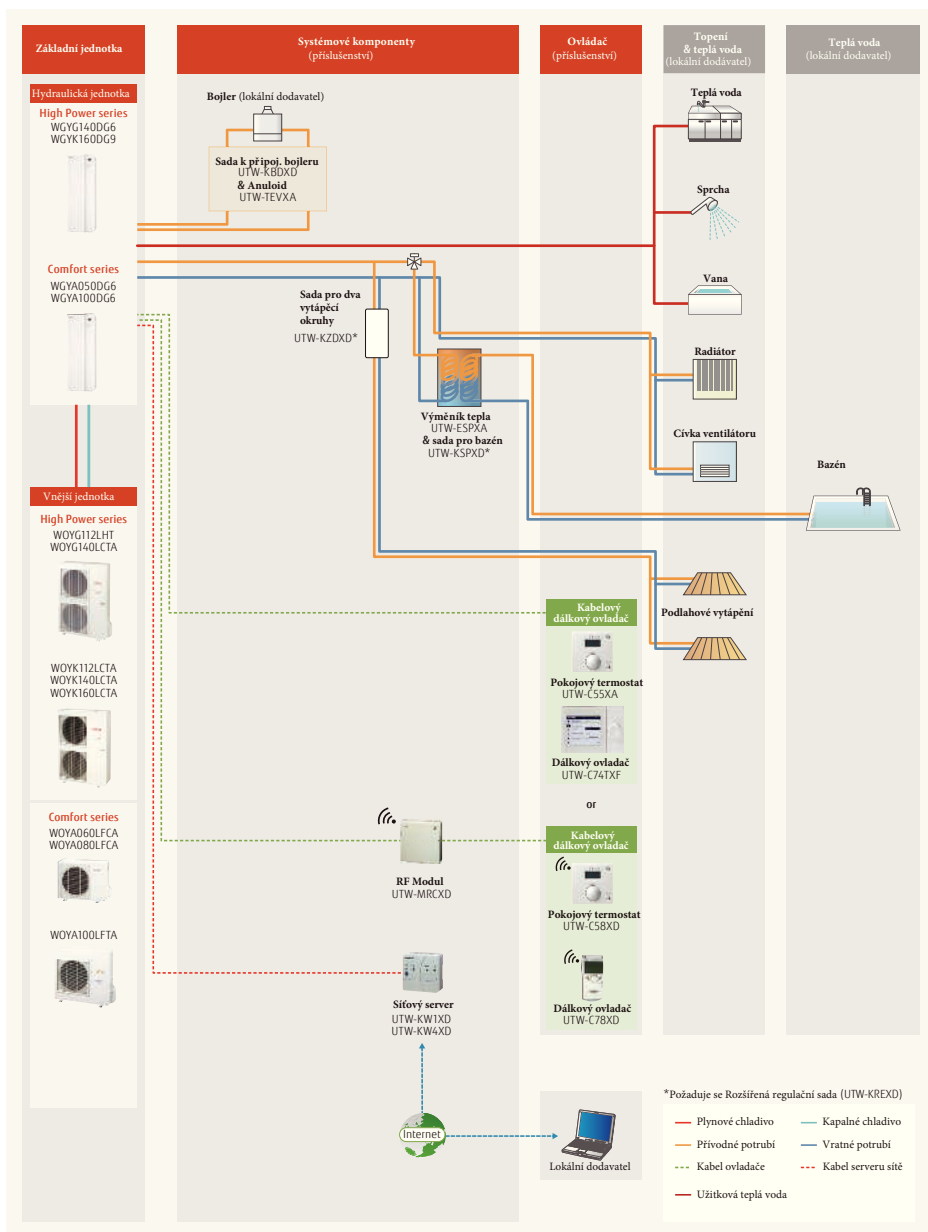 Základní jednotka
Systémové komponenty
(příslušenství)
Ovládač
(příslušenství)
Topení
& teplá voda
(lokální dodávatel)
Teplá voda
(lokální dodavatel)
Hydraulická jednotka
High Power series
WGYG140DG6
WGYK160DG9
Comfort series
WGYA050DG6
WGYA100DG6
Vnější jednotka
High Power series
WOYG112LHT
WOYG140LCTA
WOYK112LCTA
WOYK140LCTA
WOYK160LCTA
Comfort series
WOYA060LFCA
WOYA080LFCA
WOYA100LFTA
Bojler (lokální dodavatel)
Sada k připoj. bojleru
UTW-KBDXD
& Anuloid
UTW-TEVXA
Sada pro dva
vytápěcí
okruhy
UTW-KZDXD*
Výměník tepla
UTW-ESPXA
& sada pro bazén
UTW-KSPXD*
RF Modul
UTW-MRCXD
Síťový server
UTW-KW1XD
UTW-KW4XD
Internet
Kabelový
dálkový ovladač
Pokojový termostat
UTW-C55XA
Dálkový ovladač
UTW-C74TXF
or
Kabelový
dálkový ovladač
Pokojový termostat
UTW-C58XD
Dálkový ovladač
UTW-C78XD
Lokální dodavatel
Teplá voda
Sprcha
Vana
Radiátor
Cívka ventilátoru
Podlahové vytápění
Bazén
*Požaduje se Rozšířená regulační sada (UTW-KREXD)
Plynové chladivo
Kapalné chladivo
Přívodné potrubí
Vratné potrubí
Kabel ovladače
Kabel serveru sítě
Užitková teplá voda